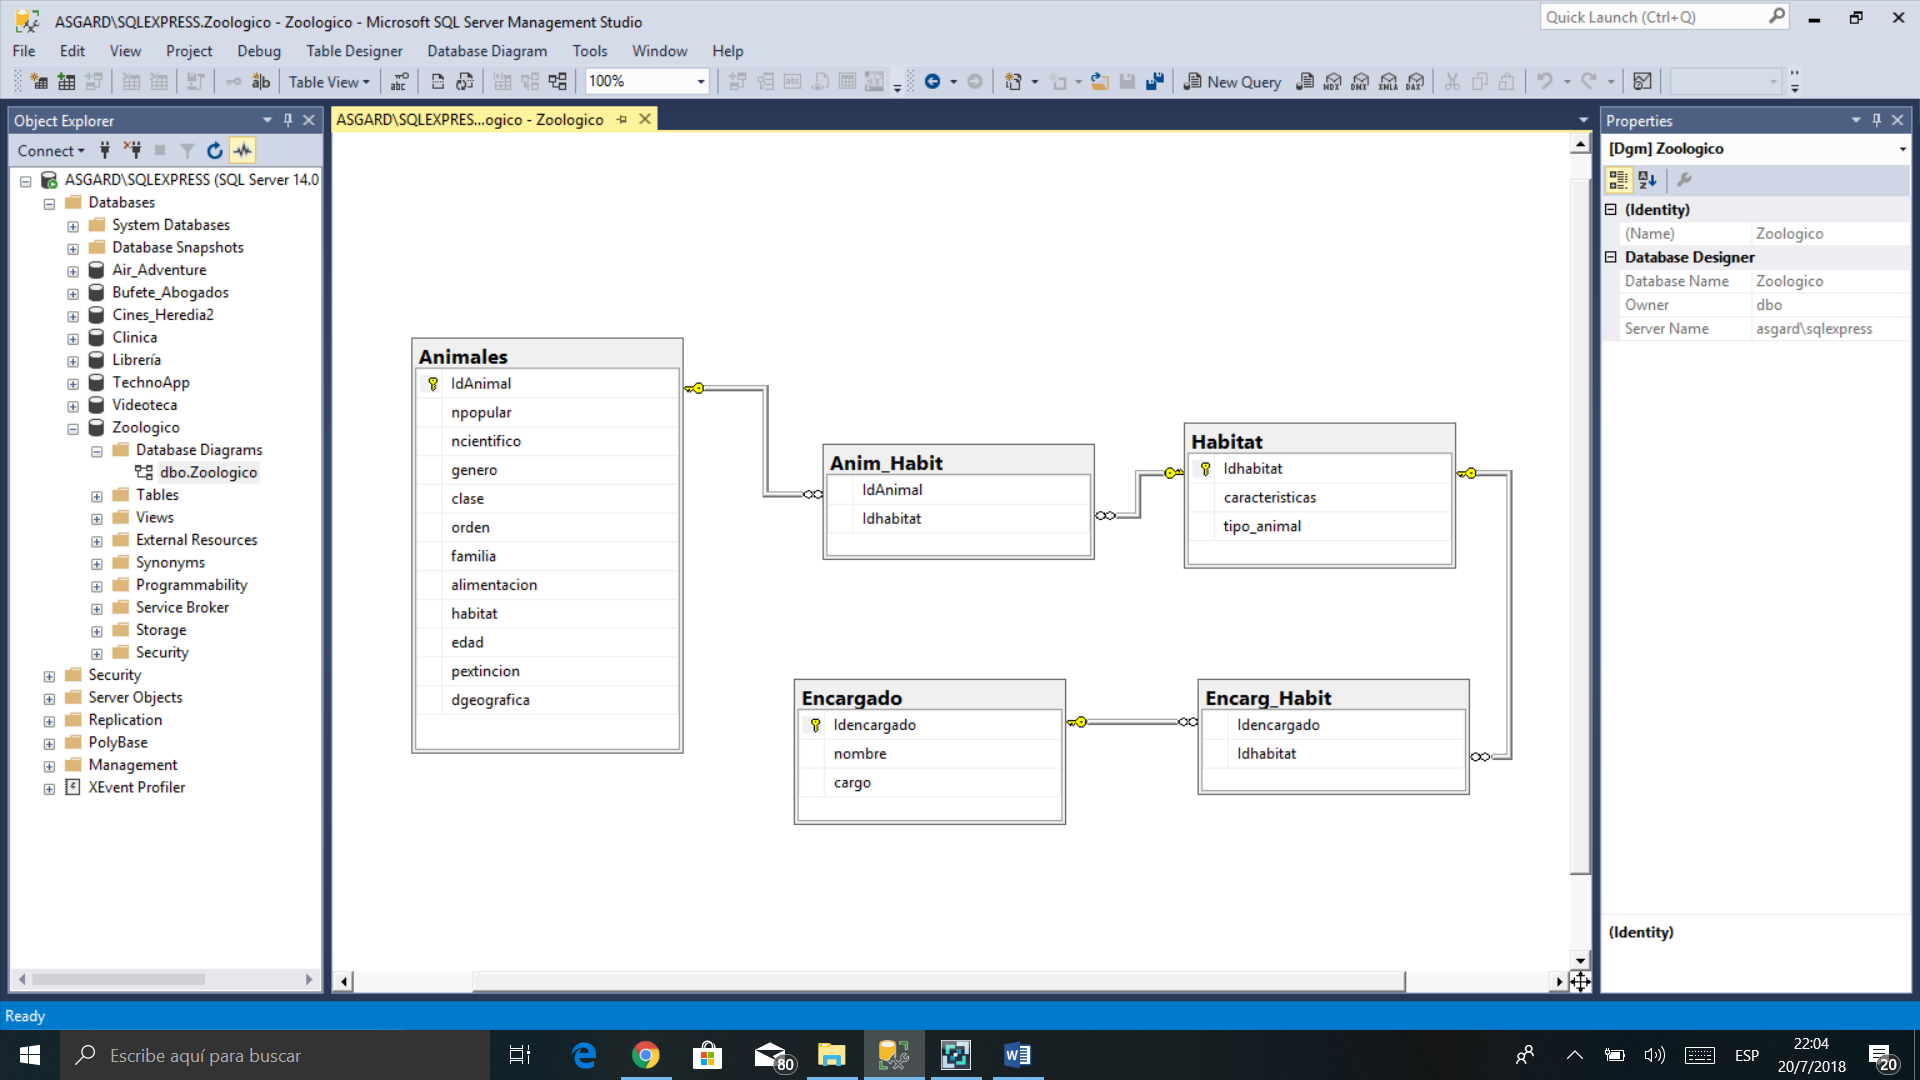 ASGARD\SQLEXPRESS.Zoologico - Zoologico - Microsoft SQL Server Management Studio
Quick Launch (Ctrl+Q)
File Edit View Project Debug Table Designer Database Diagram Tools Window Help
Table View 100% New Query
Object Explorer
Connect
ASGARD\SQLEXPRESS (SQL Server 14.0
Databases
System Databases
Database Snapshots
Air_Adventure
Bufete_Abogados
Cines_Heredia2
Clinica
Librería
TechnoApp
Videoteca
Zoologico
Database Diagrams
dbo.Zoologico
Tables
Views
External Resources
Synonyms
Programmability
Service Broker
Storage
Security
Security
Server Objects
Replication
PolyBase
Management
XEvent Profiler
ASGARD\SQLEXPRES...ogico - Zoologico
Animales
IdAnimal
npopular
ncientifico
genero
clase
orden
familia
alimentacion
habitat
edad
pextincion
dgeografica
Anim_Habit
IdAnimal
Idhabitat
Habitat
Idhabitat
caracteristicas
tipo_animal
Encargado
Idencargado
nombre
cargo
Encarg_Habit
Idencargado
Idhabitat
Properties
[Dgm] Zoologico
(Identity)
(Name) Zoologico
Database Designer
Database Name Zoologico
Owner dbo
Server Name asgard\sqlexpress
(Identity)
Ready
Escribe aquí para buscar
80
ESP
22:04
20/7/2018
20